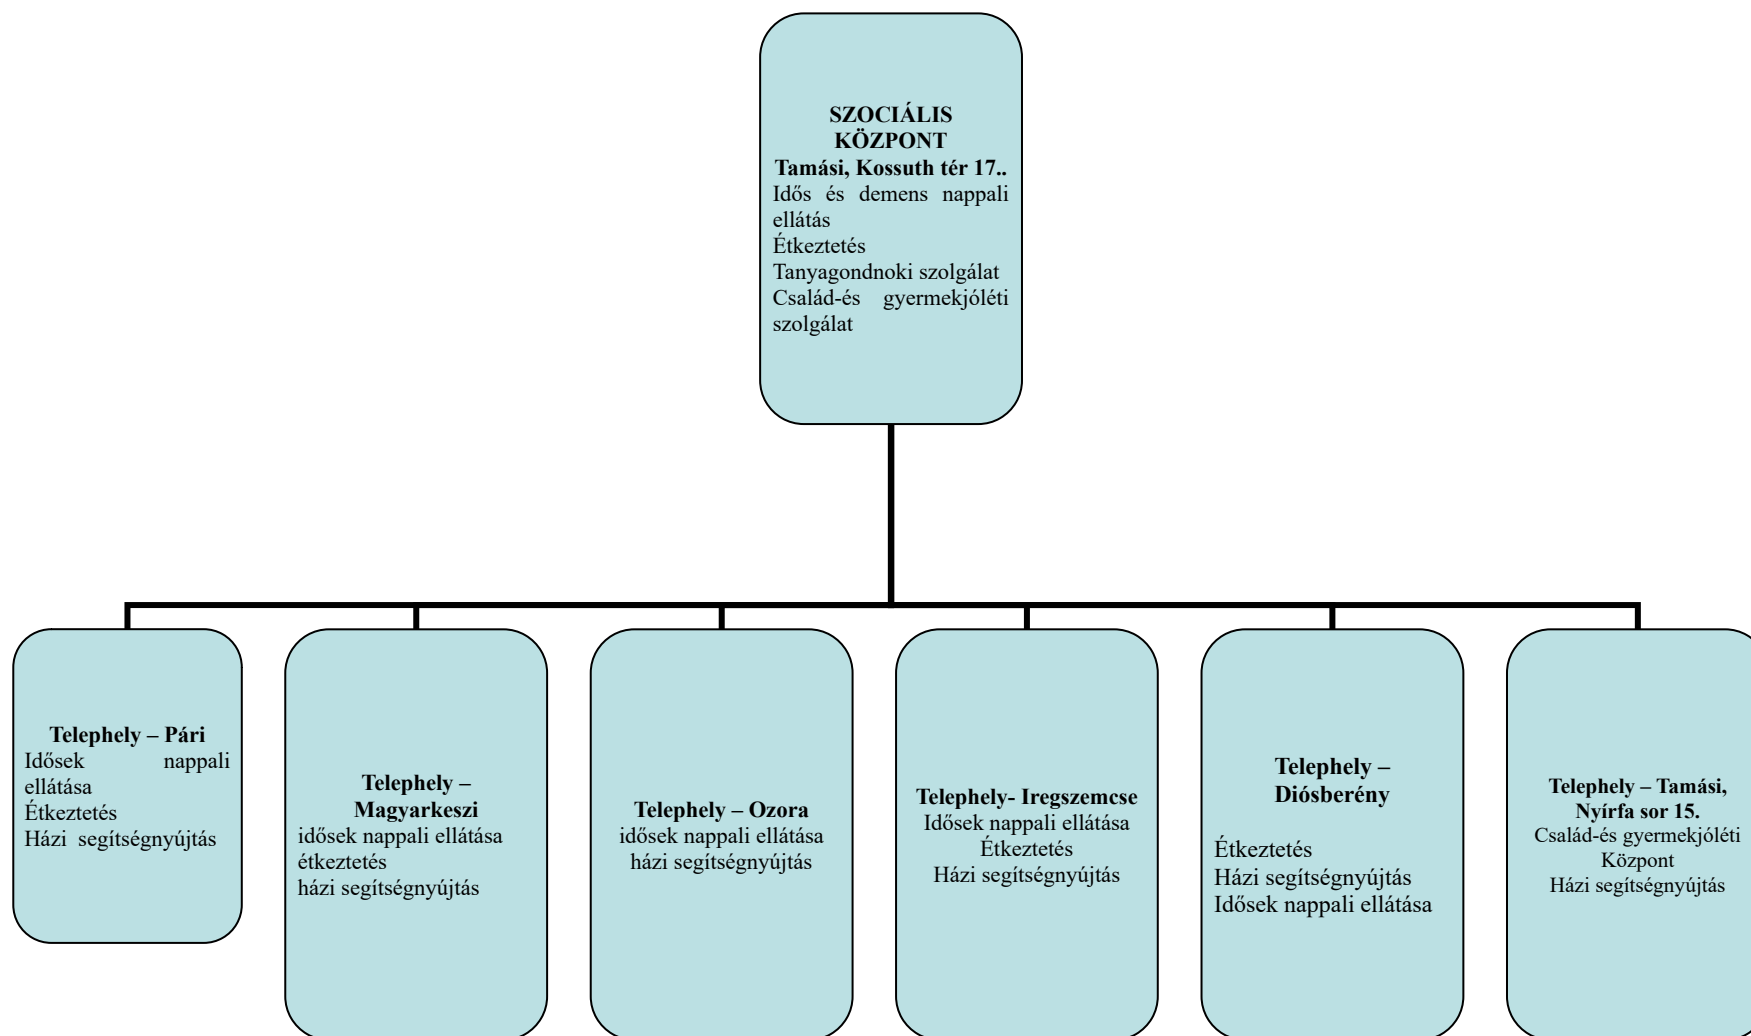 SZOCIÁLIS
KÖZPONT
Tamási, Kossuth tér 17..
Idős és demens nappali
ellátás
Étkeztetés
Tanyagondnoki szolgálat
Család-és gyermekjóléti
szolgálat
Telephely – Pári
Idősek nappali
ellátása
Étkeztetés
Házi segítségnyújtás
Telephely –
Magyarkeszi
idősek nappali ellátása
étkeztetés
házi segítségnyújtás
Telephely – Ozora
idősek nappali ellátása
házi segítségnyújtás
Telephely- Iregszemcse
Idősek nappali ellátása
Étkeztetés
Házi segítségnyújtás
Telephely –
Diósberény
Étkeztetés
Házi segítségnyújtás
Idősek nappali ellátása
Telephely – Tamási,
Nyírfa sor 15.
Család-és gyermekjóléti
Központ
Házi segítségnyújtás